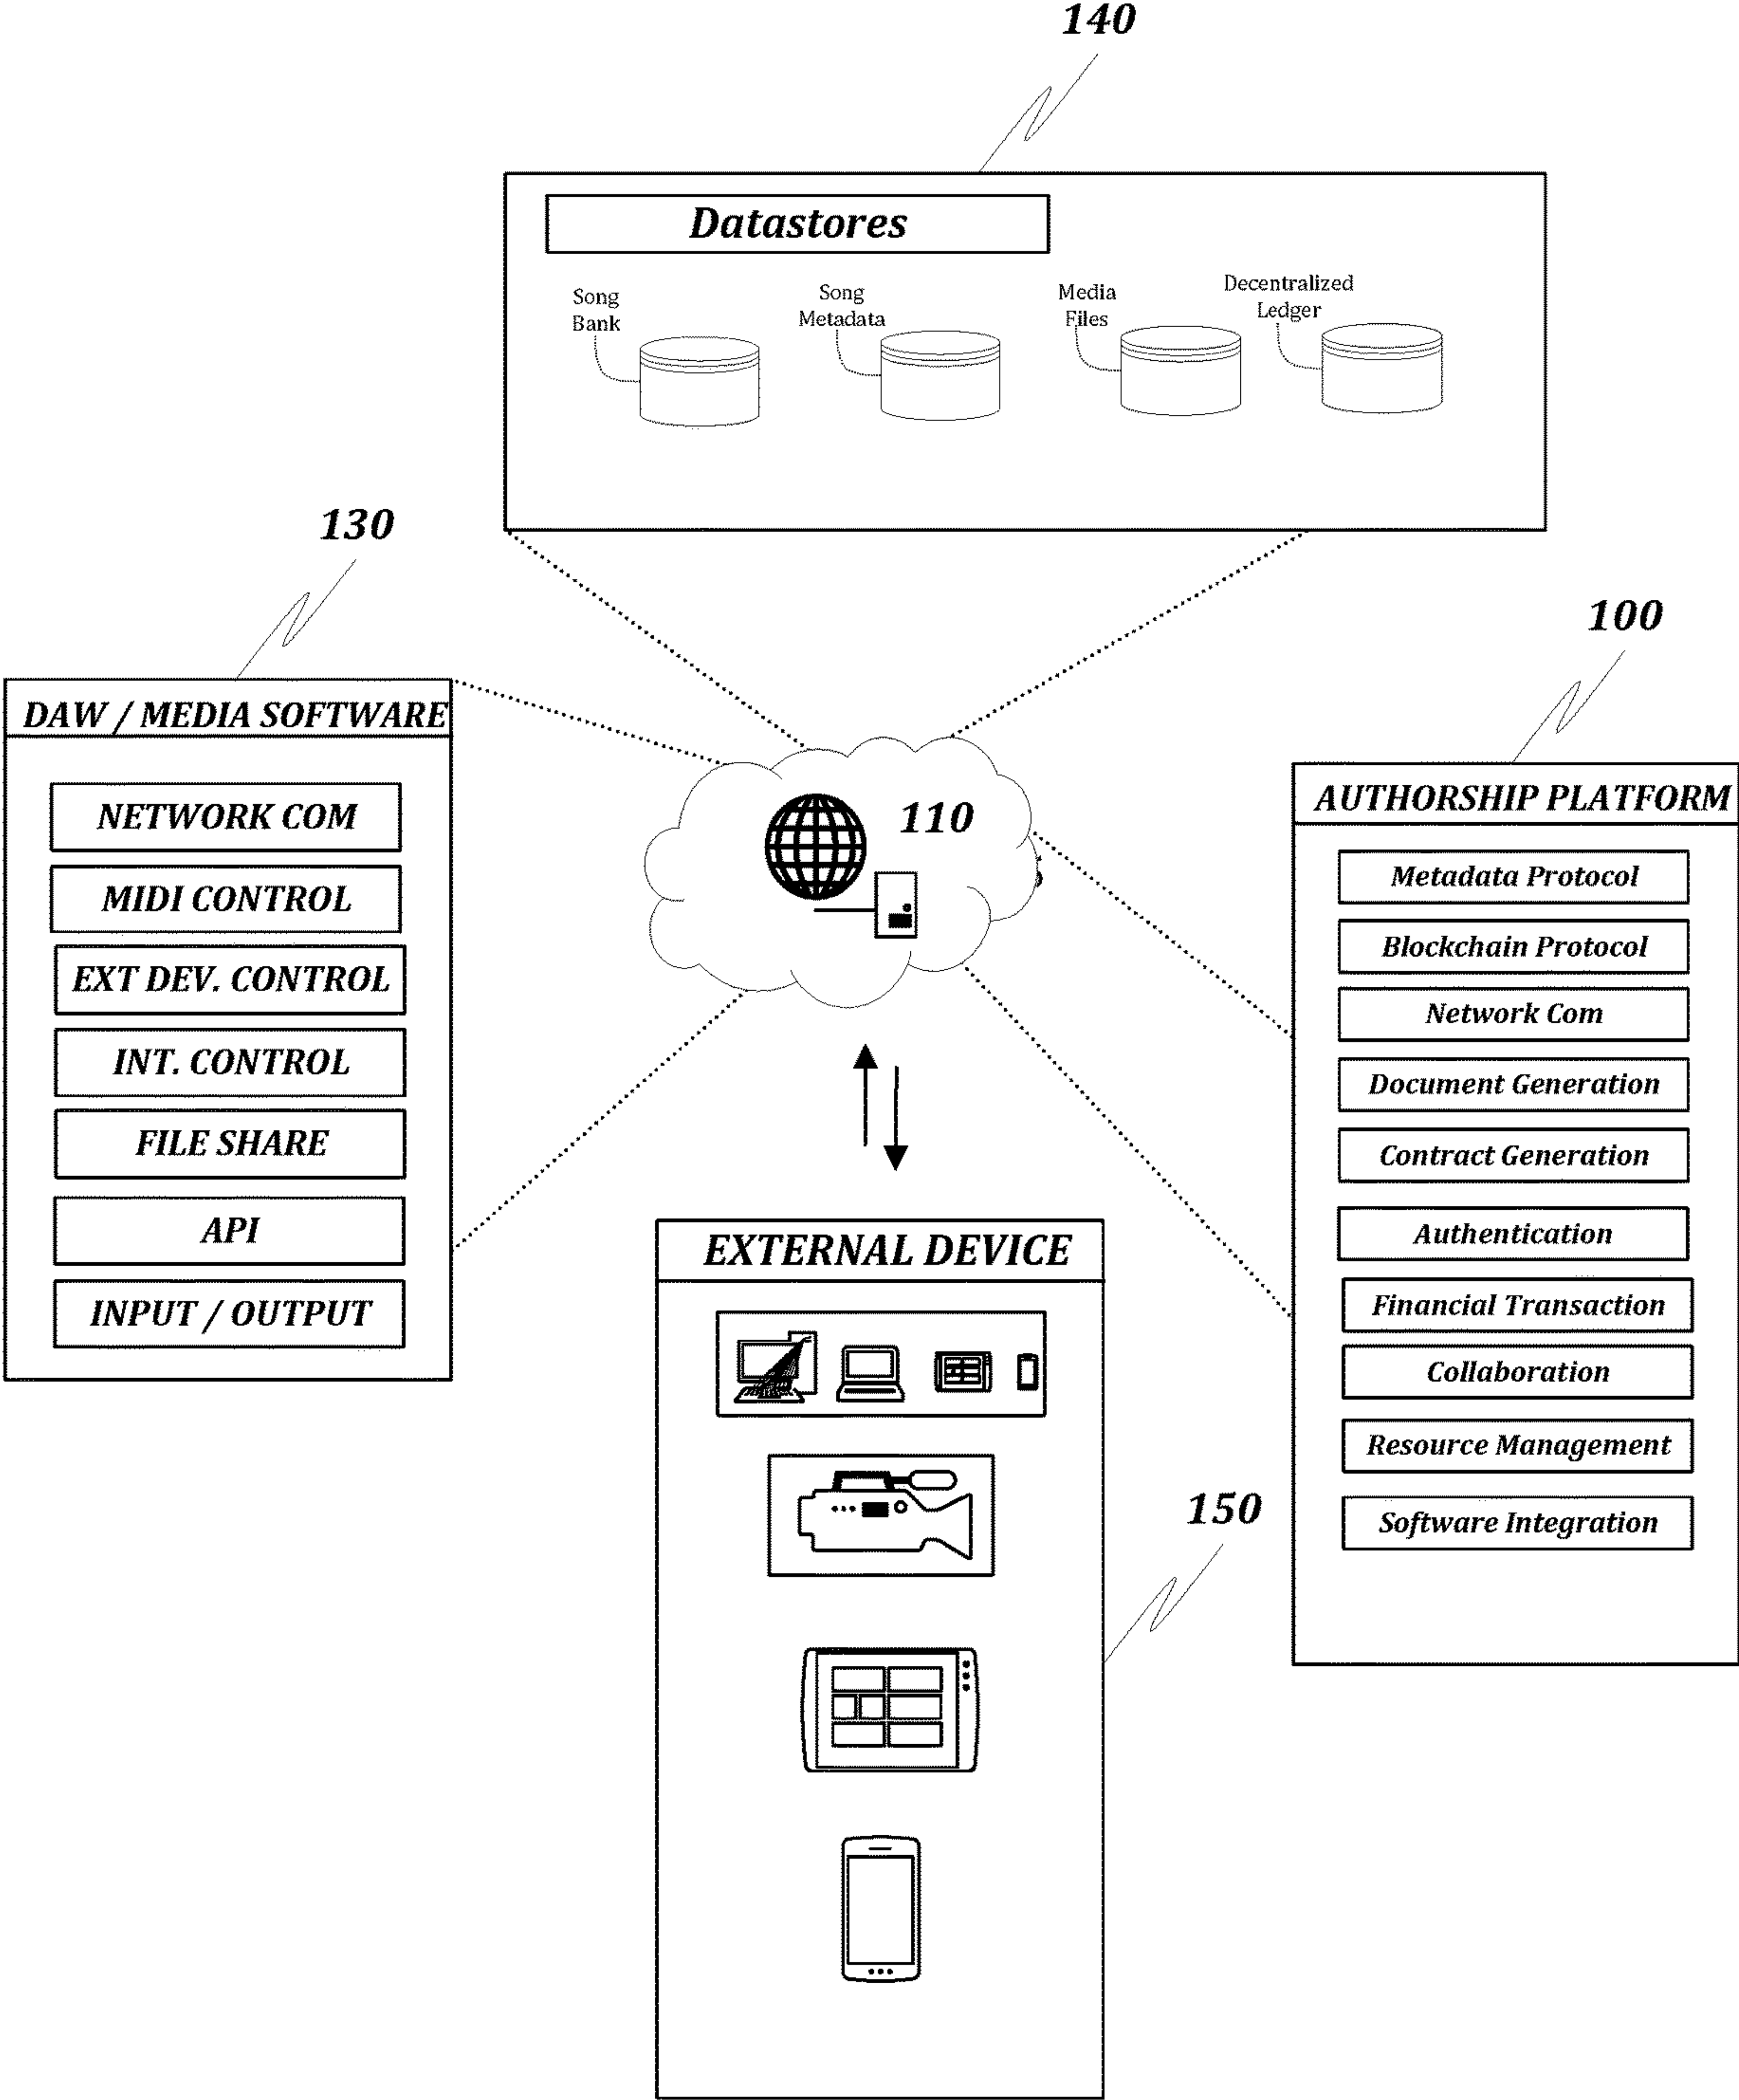 140
Datastores
Song
Bank
Song
Metadata
Media
Files
Decentralized
Ledger
130
DAW / MEDIA SOFTWARE
NETWORK COM
MIDI CONTROL
EXT DEV. CONTROL
INT. CONTROL
FILE SHARE
API
INPUT / OUTPUT
110
100
AUTHORSHIP PLATFORM
Metadata Protocol
Blockchain Protocol
Network Com
Document Generation
Contract Generation
Authentication
Financial Transaction
Collaboration
Resource Management
Software Integration
EXTERNAL DEVICE
150